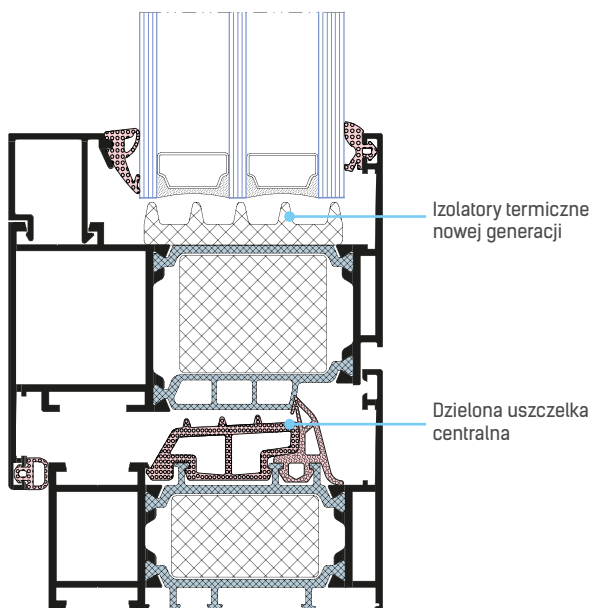 Izolatory termiczne
nowej generacji
Dzielona uszczelka
centralna